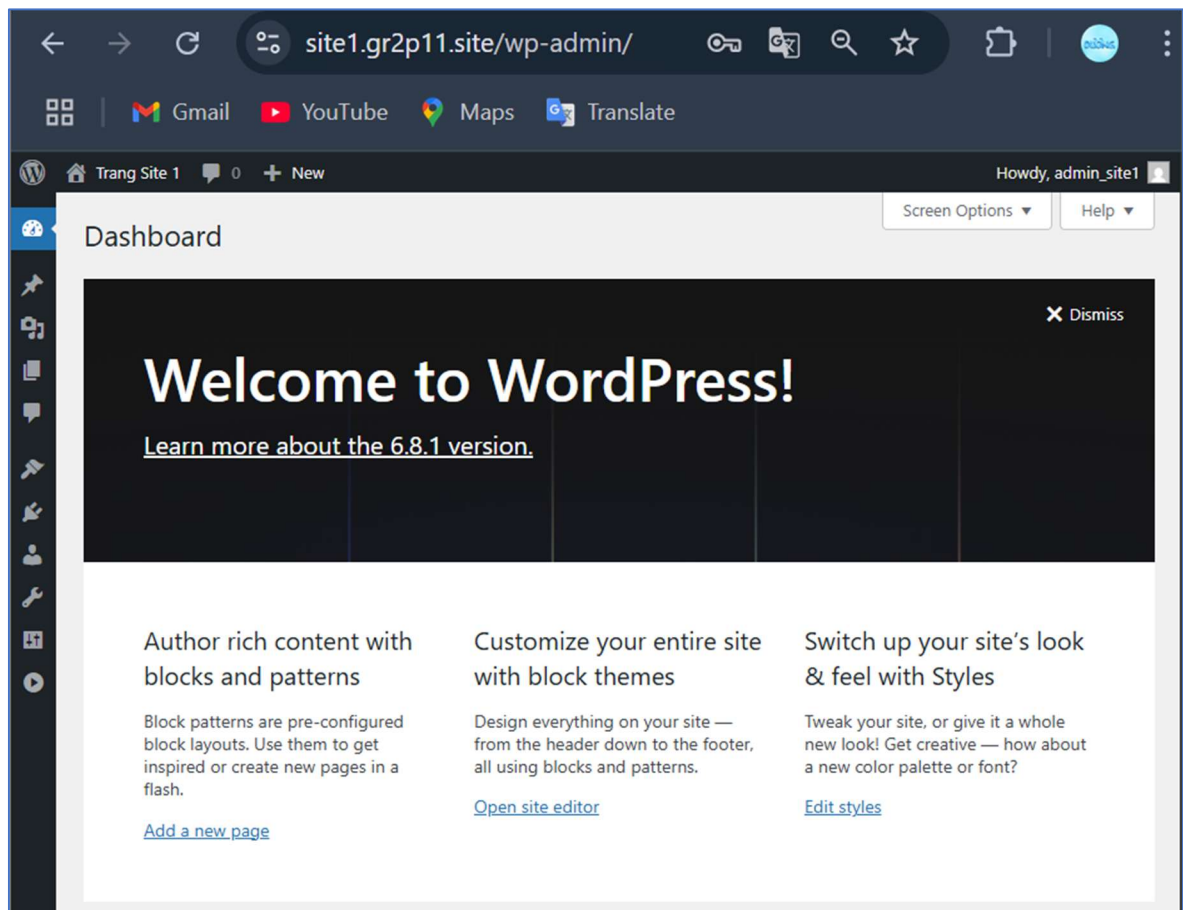 site1.gr2p11.site/wp-admin/
Gmail YouTube Maps Translate
Trang Site 1 0 + New Howdy, admin_site1
Screen Options Help
Dashboard
Dismiss
Welcome to WordPress!
Learn more about the 6.8.1 version.
Author rich content with
blocks and patterns
Block patterns are pre-configured
block layouts. Use them to get
inspired or create new pages in a
flash.
Add a new page
Customize your entire site
with block themes
Design everything on your site —
from the header down to the footer,
all using blocks and patterns.
Open site editor
Switch up your site’s look
& feel with Styles
Tweak your site, or give it a whole
new look! Get creative — how about
a new color palette or font?
Edit styles